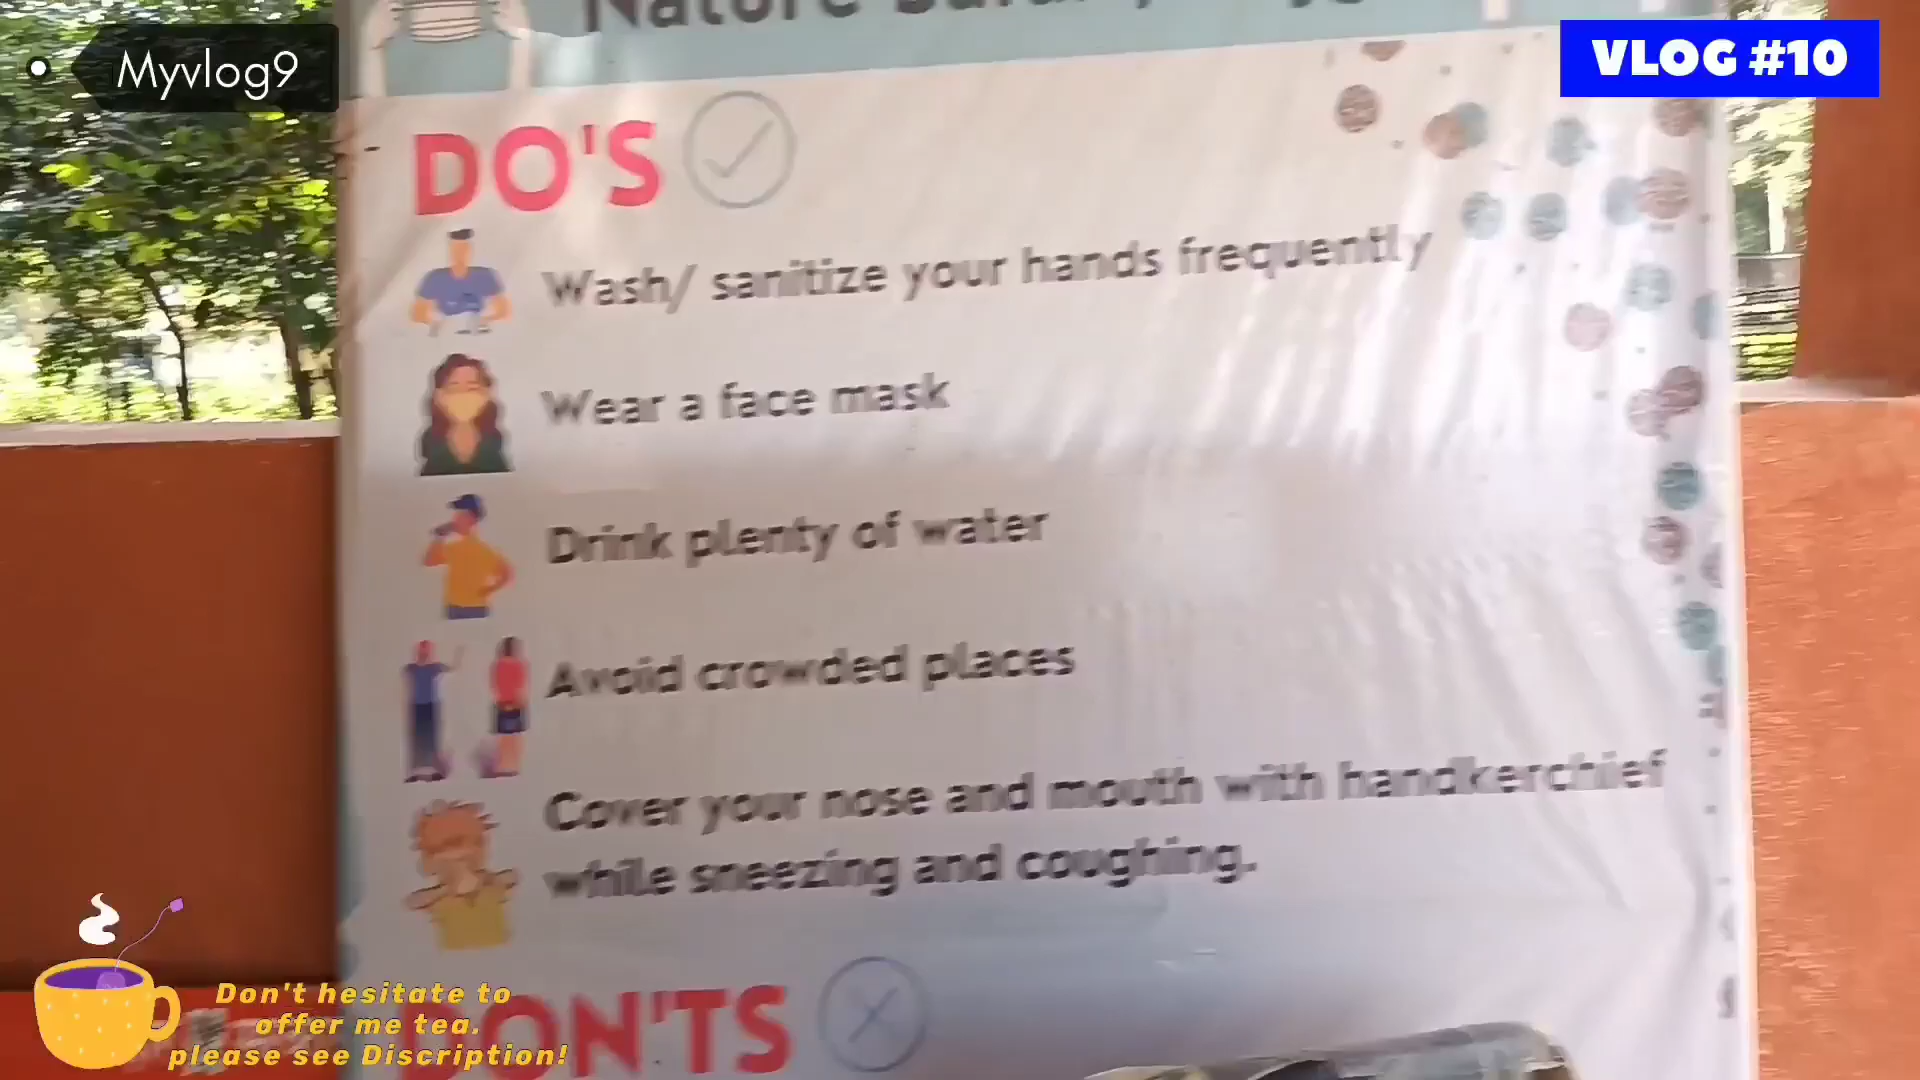 Nature
Myvlog9
VLOG #10
DO'S
Wash/ sanitize your hands frequently
Wear a face mask
Drink plenty of water
Avoid crowded places
Cover your nose and mouth with handkerchief
while sneezing and coughing.
DON'TS
Don't hesitate to
offer me tea.
please see Discription!